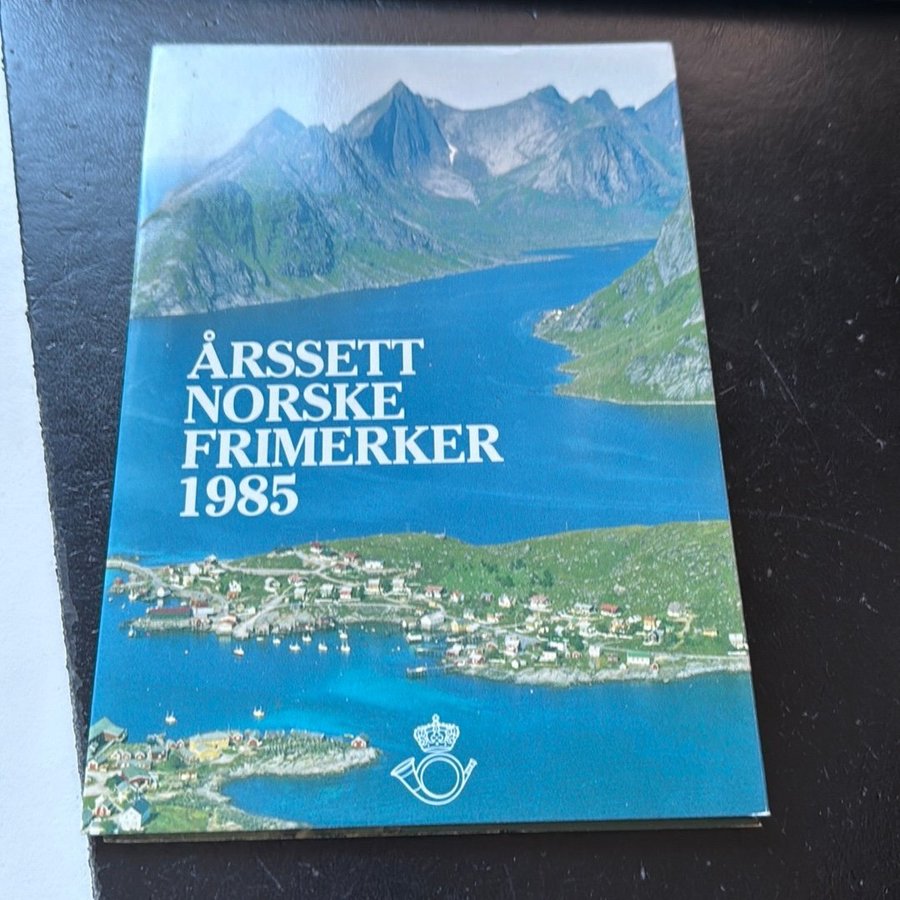 ÅRSSETT
NORSKE
FRIMERKER
1985